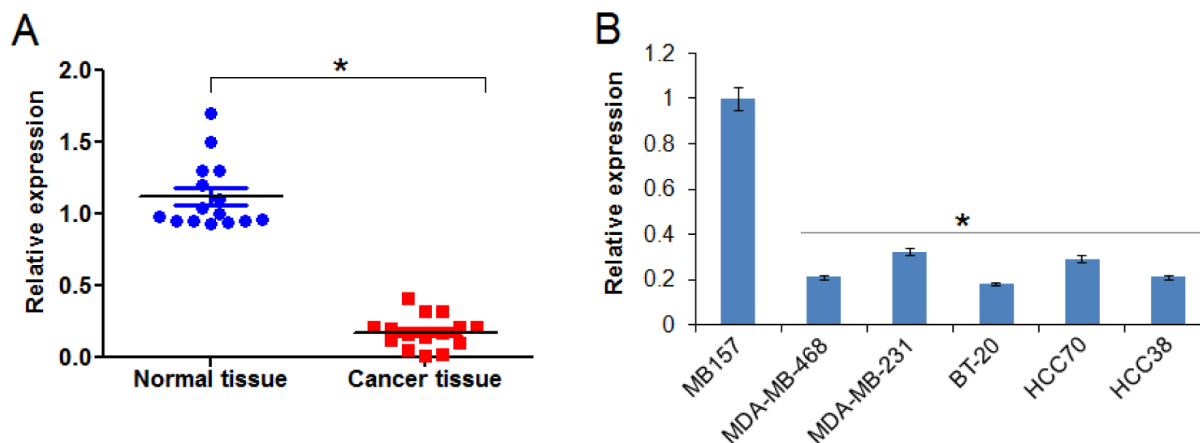 A
*
Relative expression
2.0
1.5
1.0
0.5
0.0
Normal tissue
Cancer tissue
B
*
Relative expression
1.2
1
0.8
0.6
0.4
0.2
0
MB157
MDA-MB-468
MDA-MB-231
BT-20
HCC70
HCC38